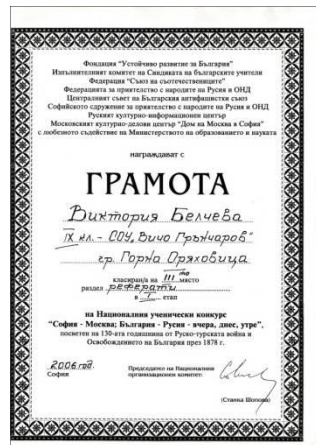 Фондация “Устойчиво развитие за България”
Изпълнителният комитет на Синдиката на българските учители
Федерация “Съюз на съотечествениците”
Федерацията за приятелство с народите на Русия и ОНД
Централният съвет на Българския антифашистки съюз
Софийското сдружение за приятелство с народите на Русия и ОНД
Руският културно-информационен център
Московският културно-делови център “Дом на Москва в София”
с любезното съдействие на Министерството на образованието и науката
награждават с
ГРАМОТА
Виктория Белчева
IX кл. - СОУ „Вичо Грънчаров”
гр. Горна Оряховица
класиран/а на III то място
раздел реферати
в I етап
на Националния ученически конкурс
“София - Москва; България - Русия - вчера, днес, утре”,
посветен на 130-ата годишнина от Руско-турската война и
Освобождението на България през 1878 г.
2006 год.
София
Председател на Националния
организационен комитет:
(Станка Шопова)